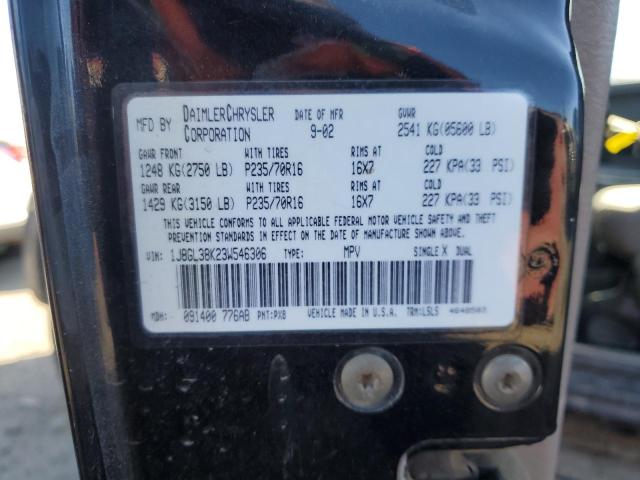 MFD BY DAIMLERCHRYSLER CORPORATION DATE OF MFR 9-02 GVWR 2541 KG(05600 LB)
GAWR FRONT WITH TIRES RIMS AT COLD
1248 KG(2750 LB) P235/70R16 16X7 227 KPA(33 PSI)
GAWR REAR WITH TIRES RIMS AT COLD
1429 KG(3150 LB) P235/70R16 16X7 227 KPA(33 PSI)
THIS VEHICLE CONFORMS TO ALL APPLICABLE FEDERAL MOTOR VEHICLE SAFETY AND THEFT
PREVENTION STANDARDS IN EFFECT ON THE DATE OF MANUFACTURE SHOWN ABOVE.
VIN: 1J8GL38K23W546306 TYPE: MPV SINGLE X DUAL
MDH: 091400 776AB PNT:PX8 VEHICLE MADE IN U.S.A. TRM:LSLS 4648503